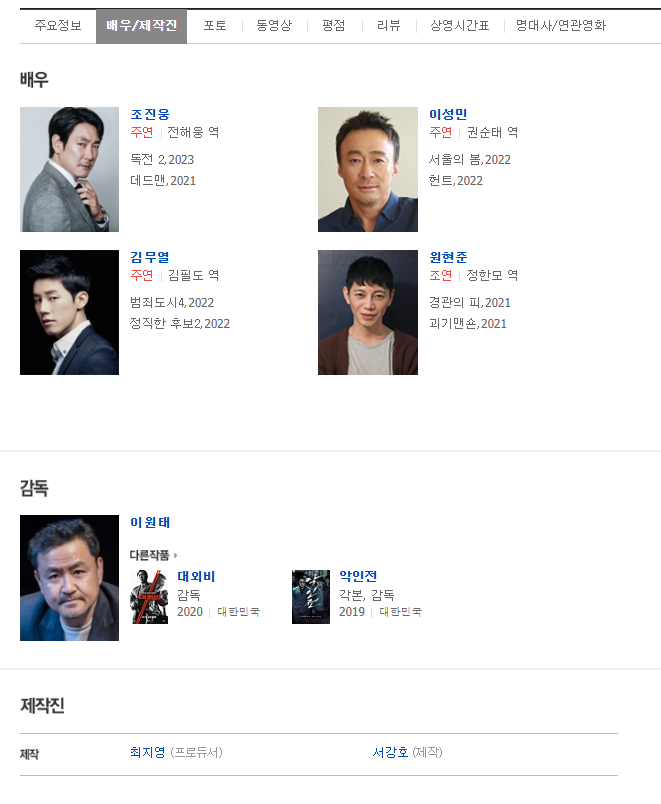 주요정보 배우/제작진 포토 동영상 평점 리뷰 상영시간표 명대사/연관영화
배우
조진웅
주연 전해웅 역
독전 2,2023
데드맨,2021
이성민
주연 권순태 역
서울의 봄,2022
헌트,2022
김무열
주연 김필도 역
범죄도시4,2022
정직한 후보2,2022
원현준
조연 정한모 역
경관의 피,2021
괴기맨숀,2021
감독
이원태
다른작품
대외비
감독
2020 대한민국
악인전
각본, 감독
2019 대한민국
제작진
제작 최지영 (프로듀서) 서강호 (제작)